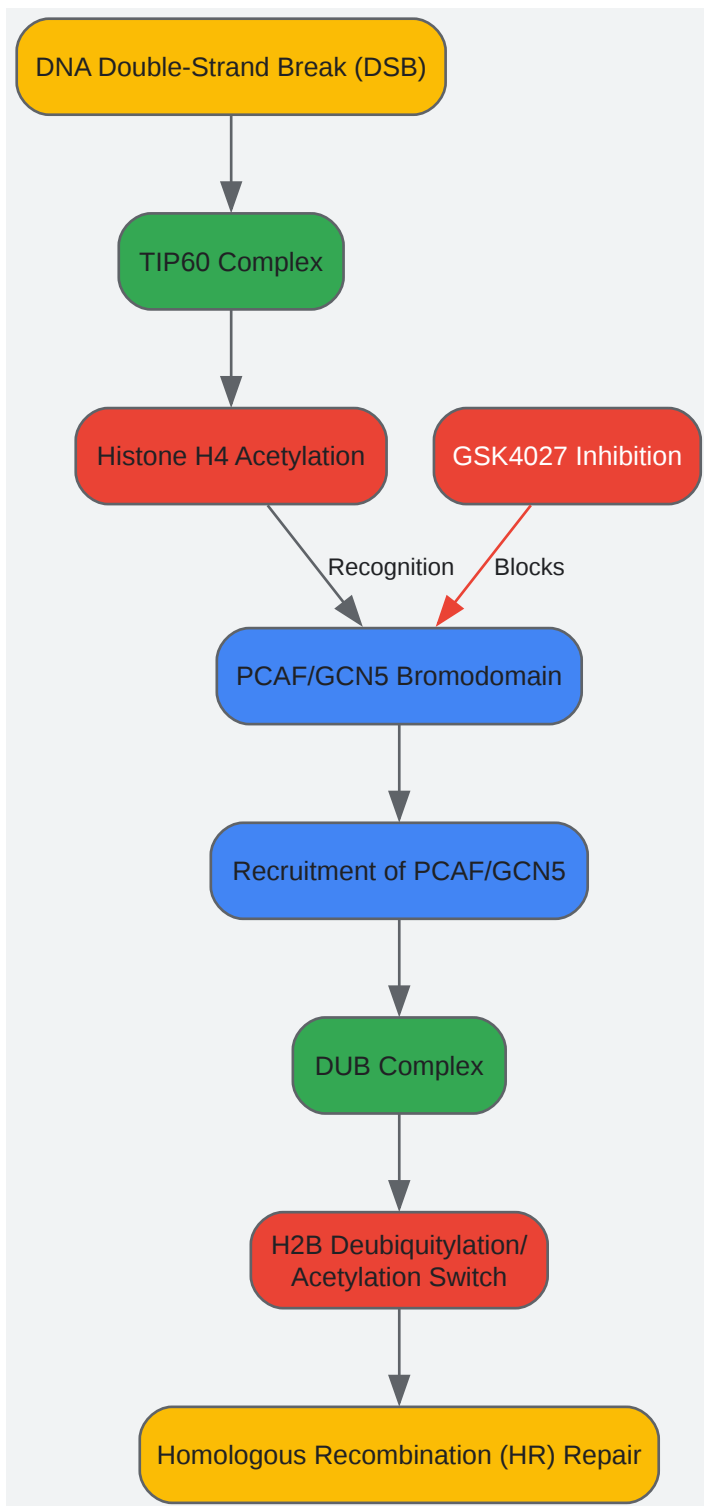 DNA Double-Strand Break (DSB)
TIP60 Complex
Histone H4 Acetylation
GSK4027 Inhibition
Recognition
Blocks
PCAF/GCN5 Bromodomain
Recruitment of PCAF/GCN5
DUB Complex
H2B Deubiquitylation/
Acetylation Switch
Homologous Recombination (HR) Repair